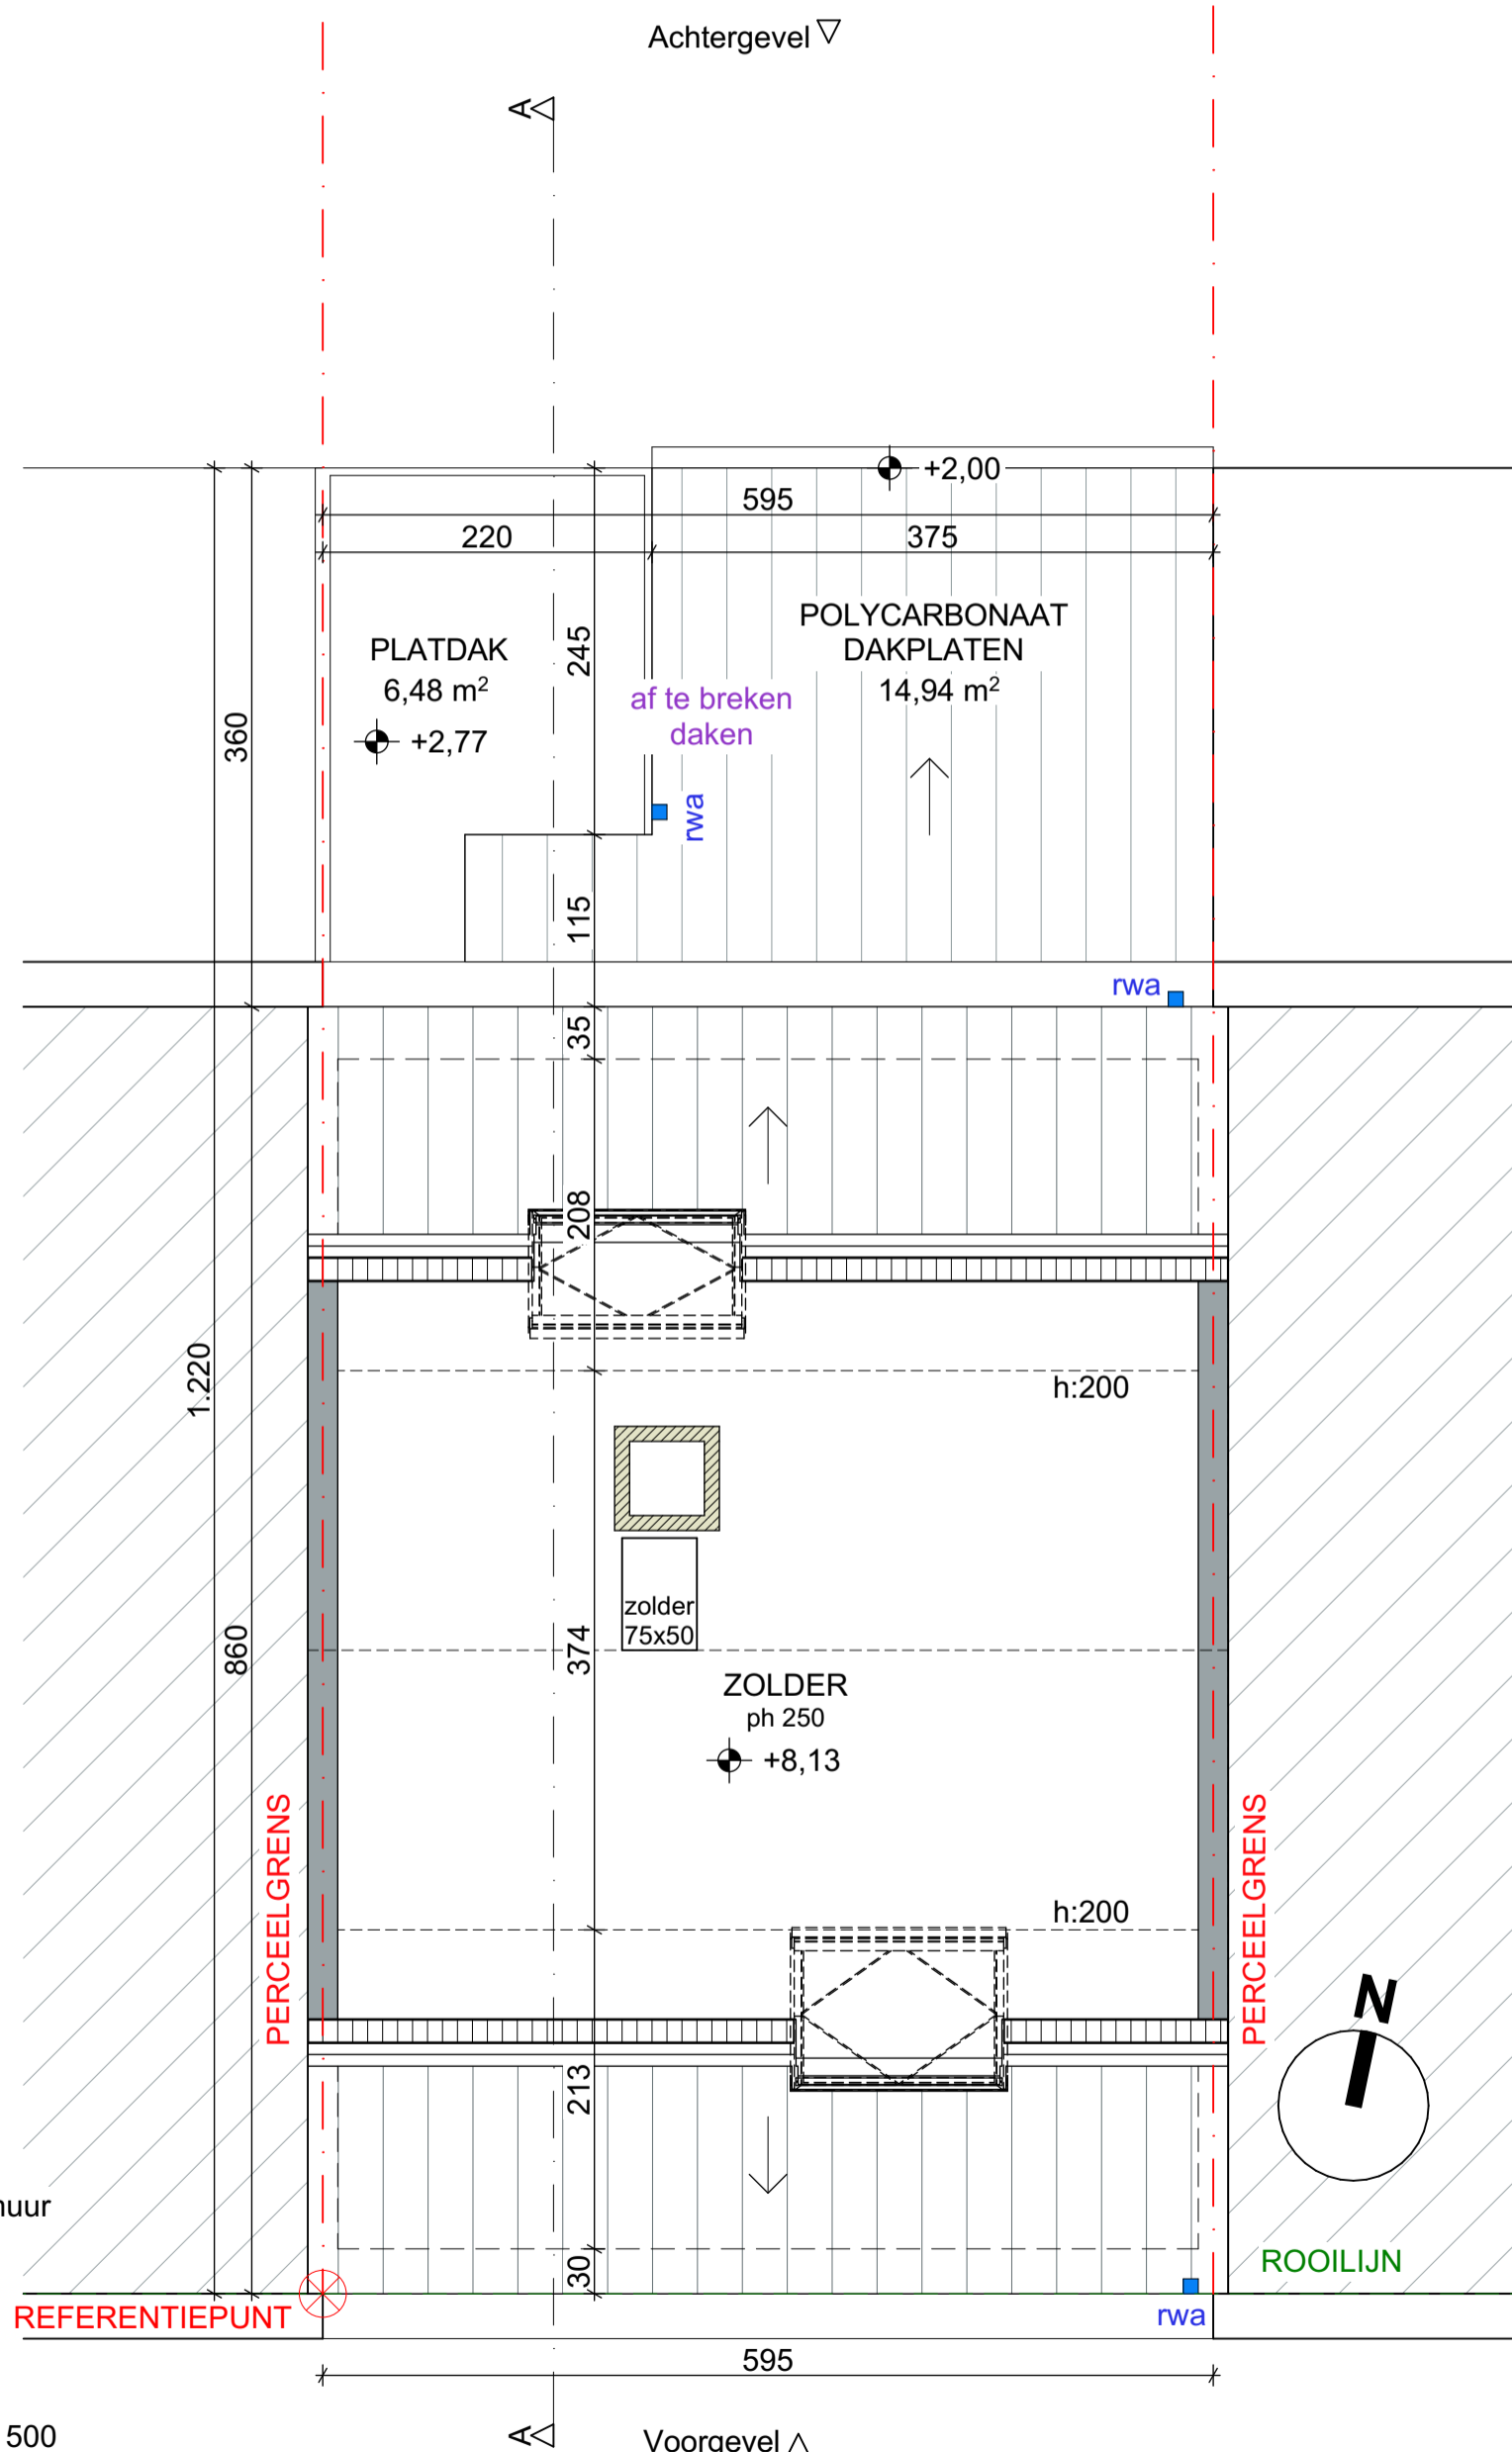 Achtergevel
A
+2,00
595
220
375
POLYCARBONAAT
DAKPLATEN
14,94 m²
PLATDAK
6,48 m²
+2,77
245
af te breken
daken
360
rwa
115
rwa
35
208
1.220
h:200
zolder
75x50
860
374
ZOLDER
ph 250
+8,13
PERCEELGRENS
PERCEELGRENS
h:200
N
213
ROOILIJN
30
REFERENTIEPUNT
rwa
595
A
500
Voorgevel